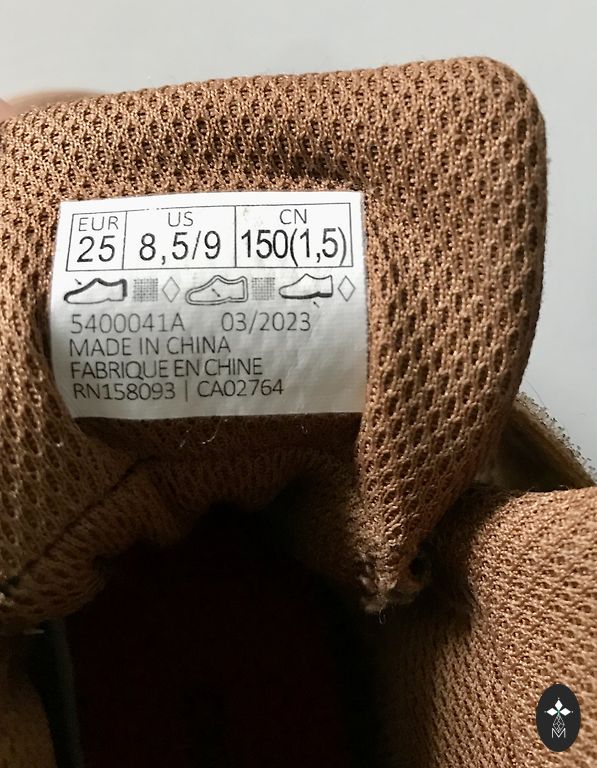 EUR US CN
25 8,5/9 150(1,5)
5400041A 03/2023
MADE IN CHINA
FABRIQUE EN CHINE
RN158093 | CA02764
M